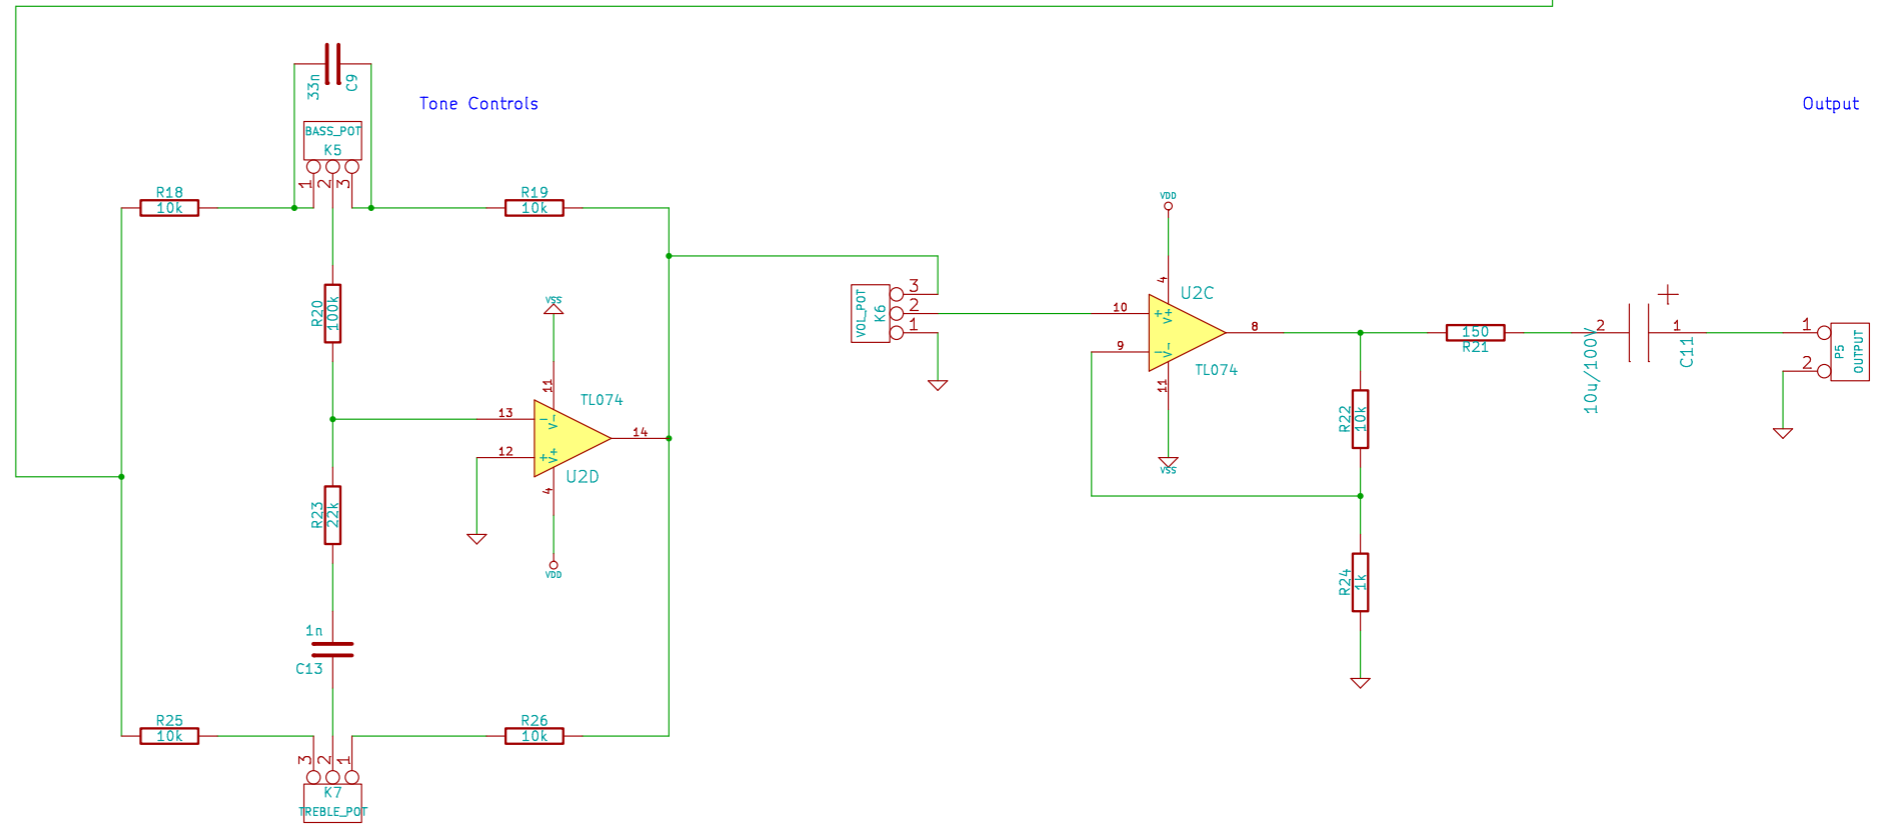 33n
C9
Tone Controls
Output
BASS_POT
K5
1
2
3
R18
10k
R19
10k
VDD
4
U2C
3
2
1
VOL_POT
K6
10
9
+
V+
-
V-
8
11
TL074
VSS
R20
100k
VSS
11
TL074
13
12
-
V-
+
V+
14
U2D
4
VDD
150
R21
10u/100V
2
+
1
C11
1
2
P5
OUTPUT
R22
10k
R24
1k
R23
22k
1n
C13
R25
10k
R26
10k
3
2
1
K7
TREBLE_POT